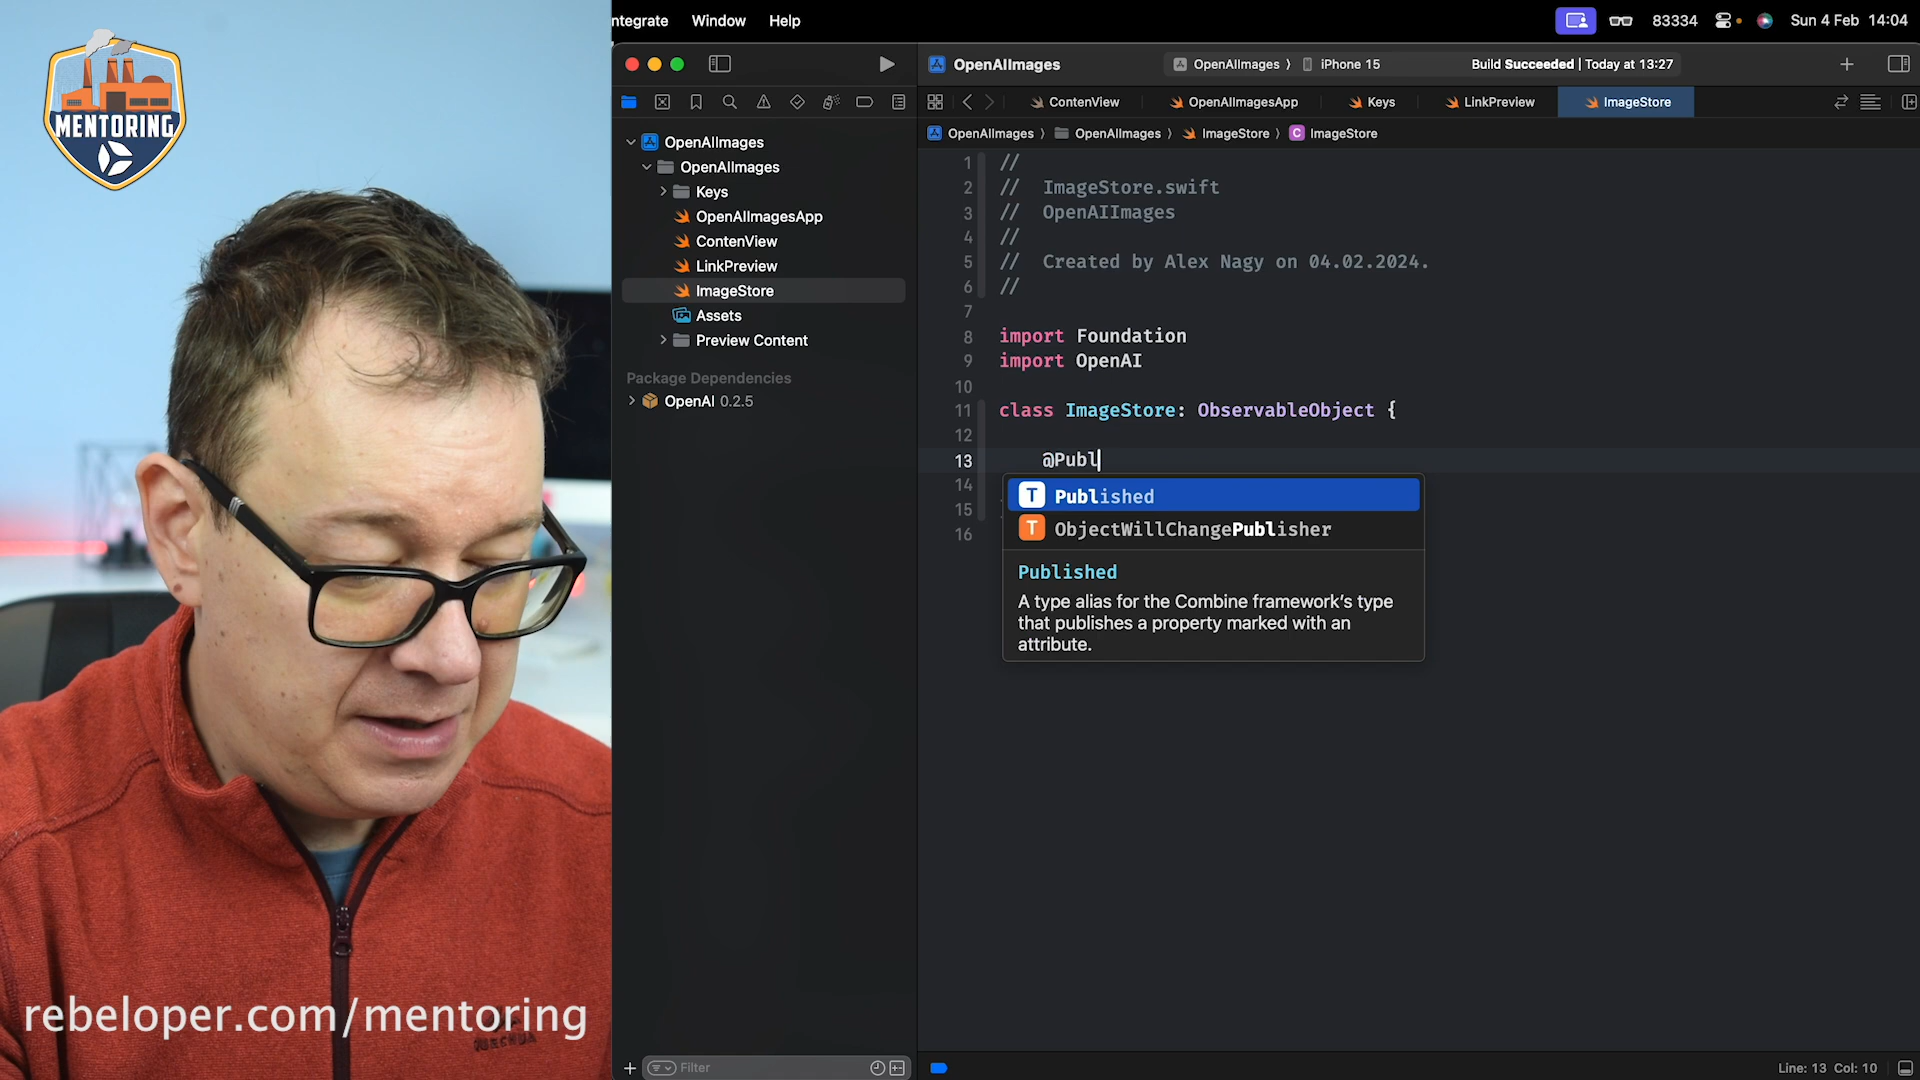 MENTORING
rebeloper.com/mentoring
ntegrate Window Help
83334 Sun 4 Feb 14:04
OpenAIImages
OpenAIImages
Keys
OpenAIImagesApp
ContenView
LinkPreview
ImageStore
Assets
Preview Content
Package Dependencies
OpenAI 0.2.5
Filter
OpenAIImages OpenAIImages 〉 iPhone 15 Build Succeeded | Today at 13:27
ContenView OpenAIImagesApp Keys LinkPreview ImageStore
OpenAIImages 〉 OpenAIImages 〉 ImageStore 〉 C ImageStore
1 //
2 // ImageStore.swift
3 // OpenAIImages
4 //
5 // Created by Alex Nagy on 04.02.2024.
6 //
7
8 import Foundation
9 import OpenAI
10
11 class ImageStore: ObservableObject {
12
13 @Publ
14
15
16
T Published
T ObjectWillChangePublisher
Published
A type alias for the Combine framework’s type
that publishes a property marked with an
attribute.
Line: 13 Col: 10